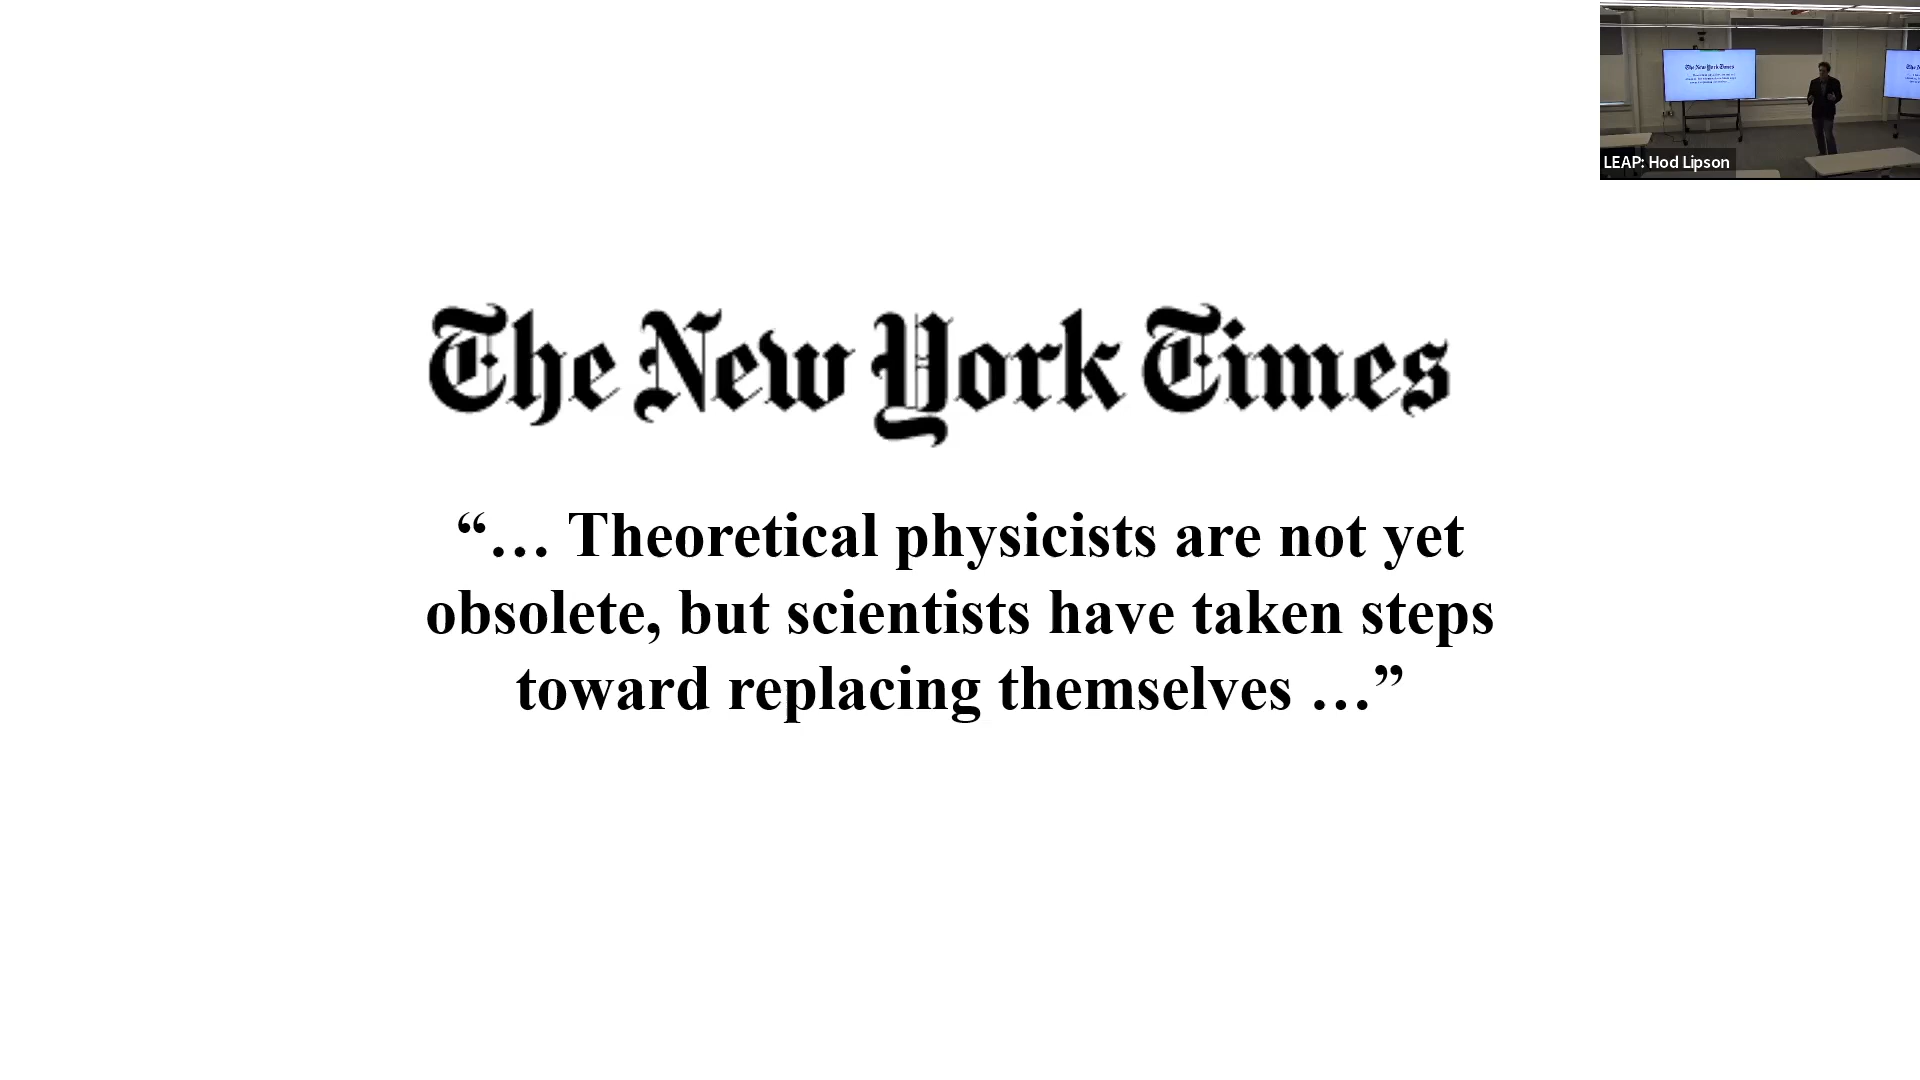 LEAP: Hod Lipson
The New York Times
“… Theoretical physicists are not yet
obsolete, but scientists have taken steps
toward replacing themselves …”